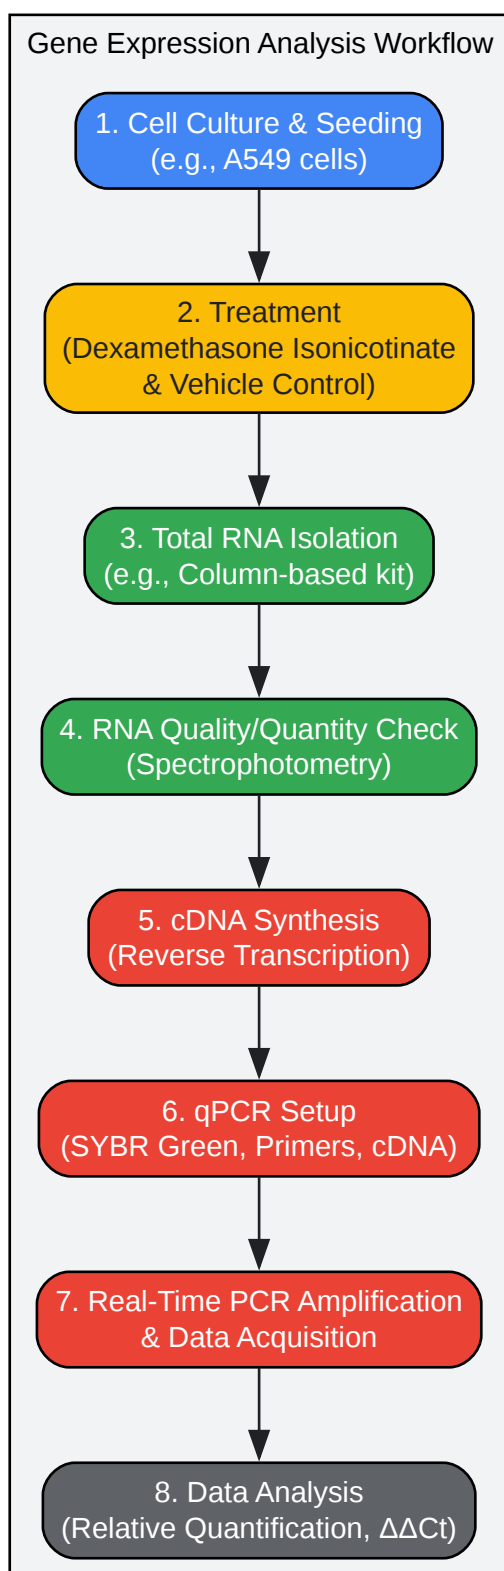 Gene Expression Analysis Workflow
1. Cell Culture & Seeding
(e.g., A549 cells)
2. Treatment
(Dexamethasone Isonicotinate
& Vehicle Control)
3. Total RNA Isolation
(e.g., Column-based kit)
4. RNA Quality/Quantity Check
(Spectrophotometry)
5. cDNA Synthesis
(Reverse Transcription)
6. qPCR Setup
(SYBR Green, Primers, cDNA)
7. Real-Time PCR Amplification
& Data Acquisition
8. Data Analysis
(Relative Quantification, ΔΔCt)